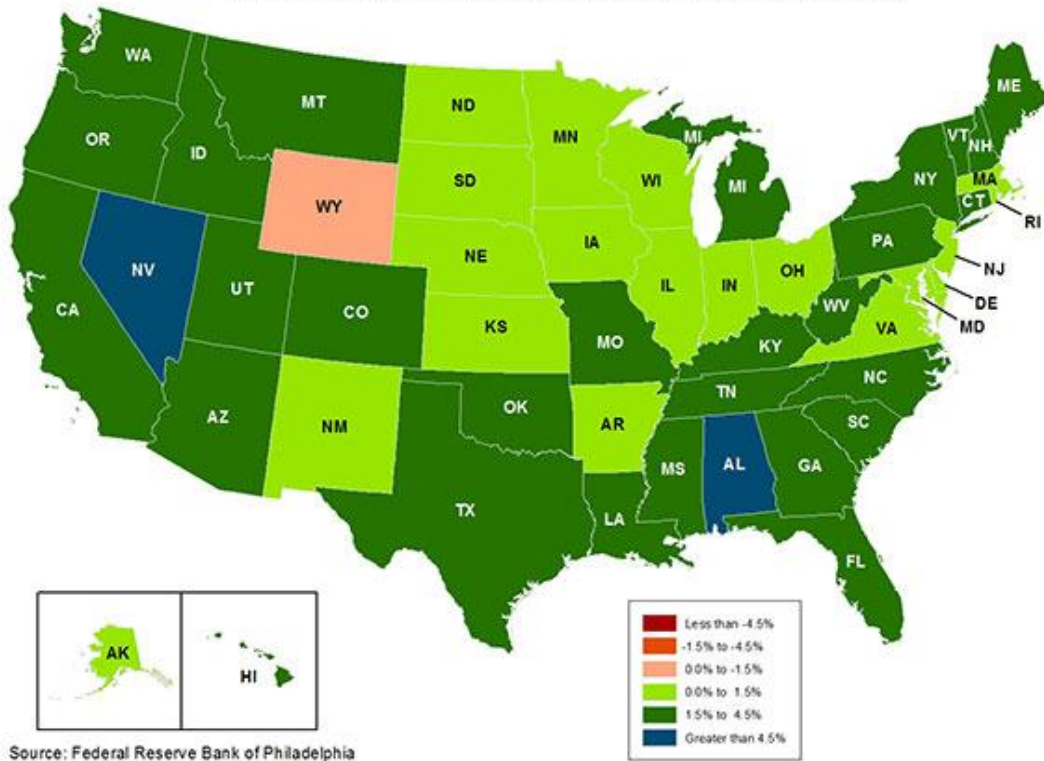 WA
MT
ND
MN
ME
OR
ID
MI
VT
NH
WY
SD
WI
MI
NY
MA
CT
RI
NV
NE
IA
PA
NJ
CA
UT
CO
KS
IL
IN
OH
WV
VA
DE
MD
MO
KY
AZ
NM
OK
AR
TN
NC
SC
TX
LA
MS
AL
GA
FL
AK
HI
Less than -4.5%
-1.5% to -4.5%
0.0% to -1.5%
0.0% to 1.5%
1.5% to 4.5%
Greater than 4.5%
Source: Federal Reserve Bank of Philadelphia